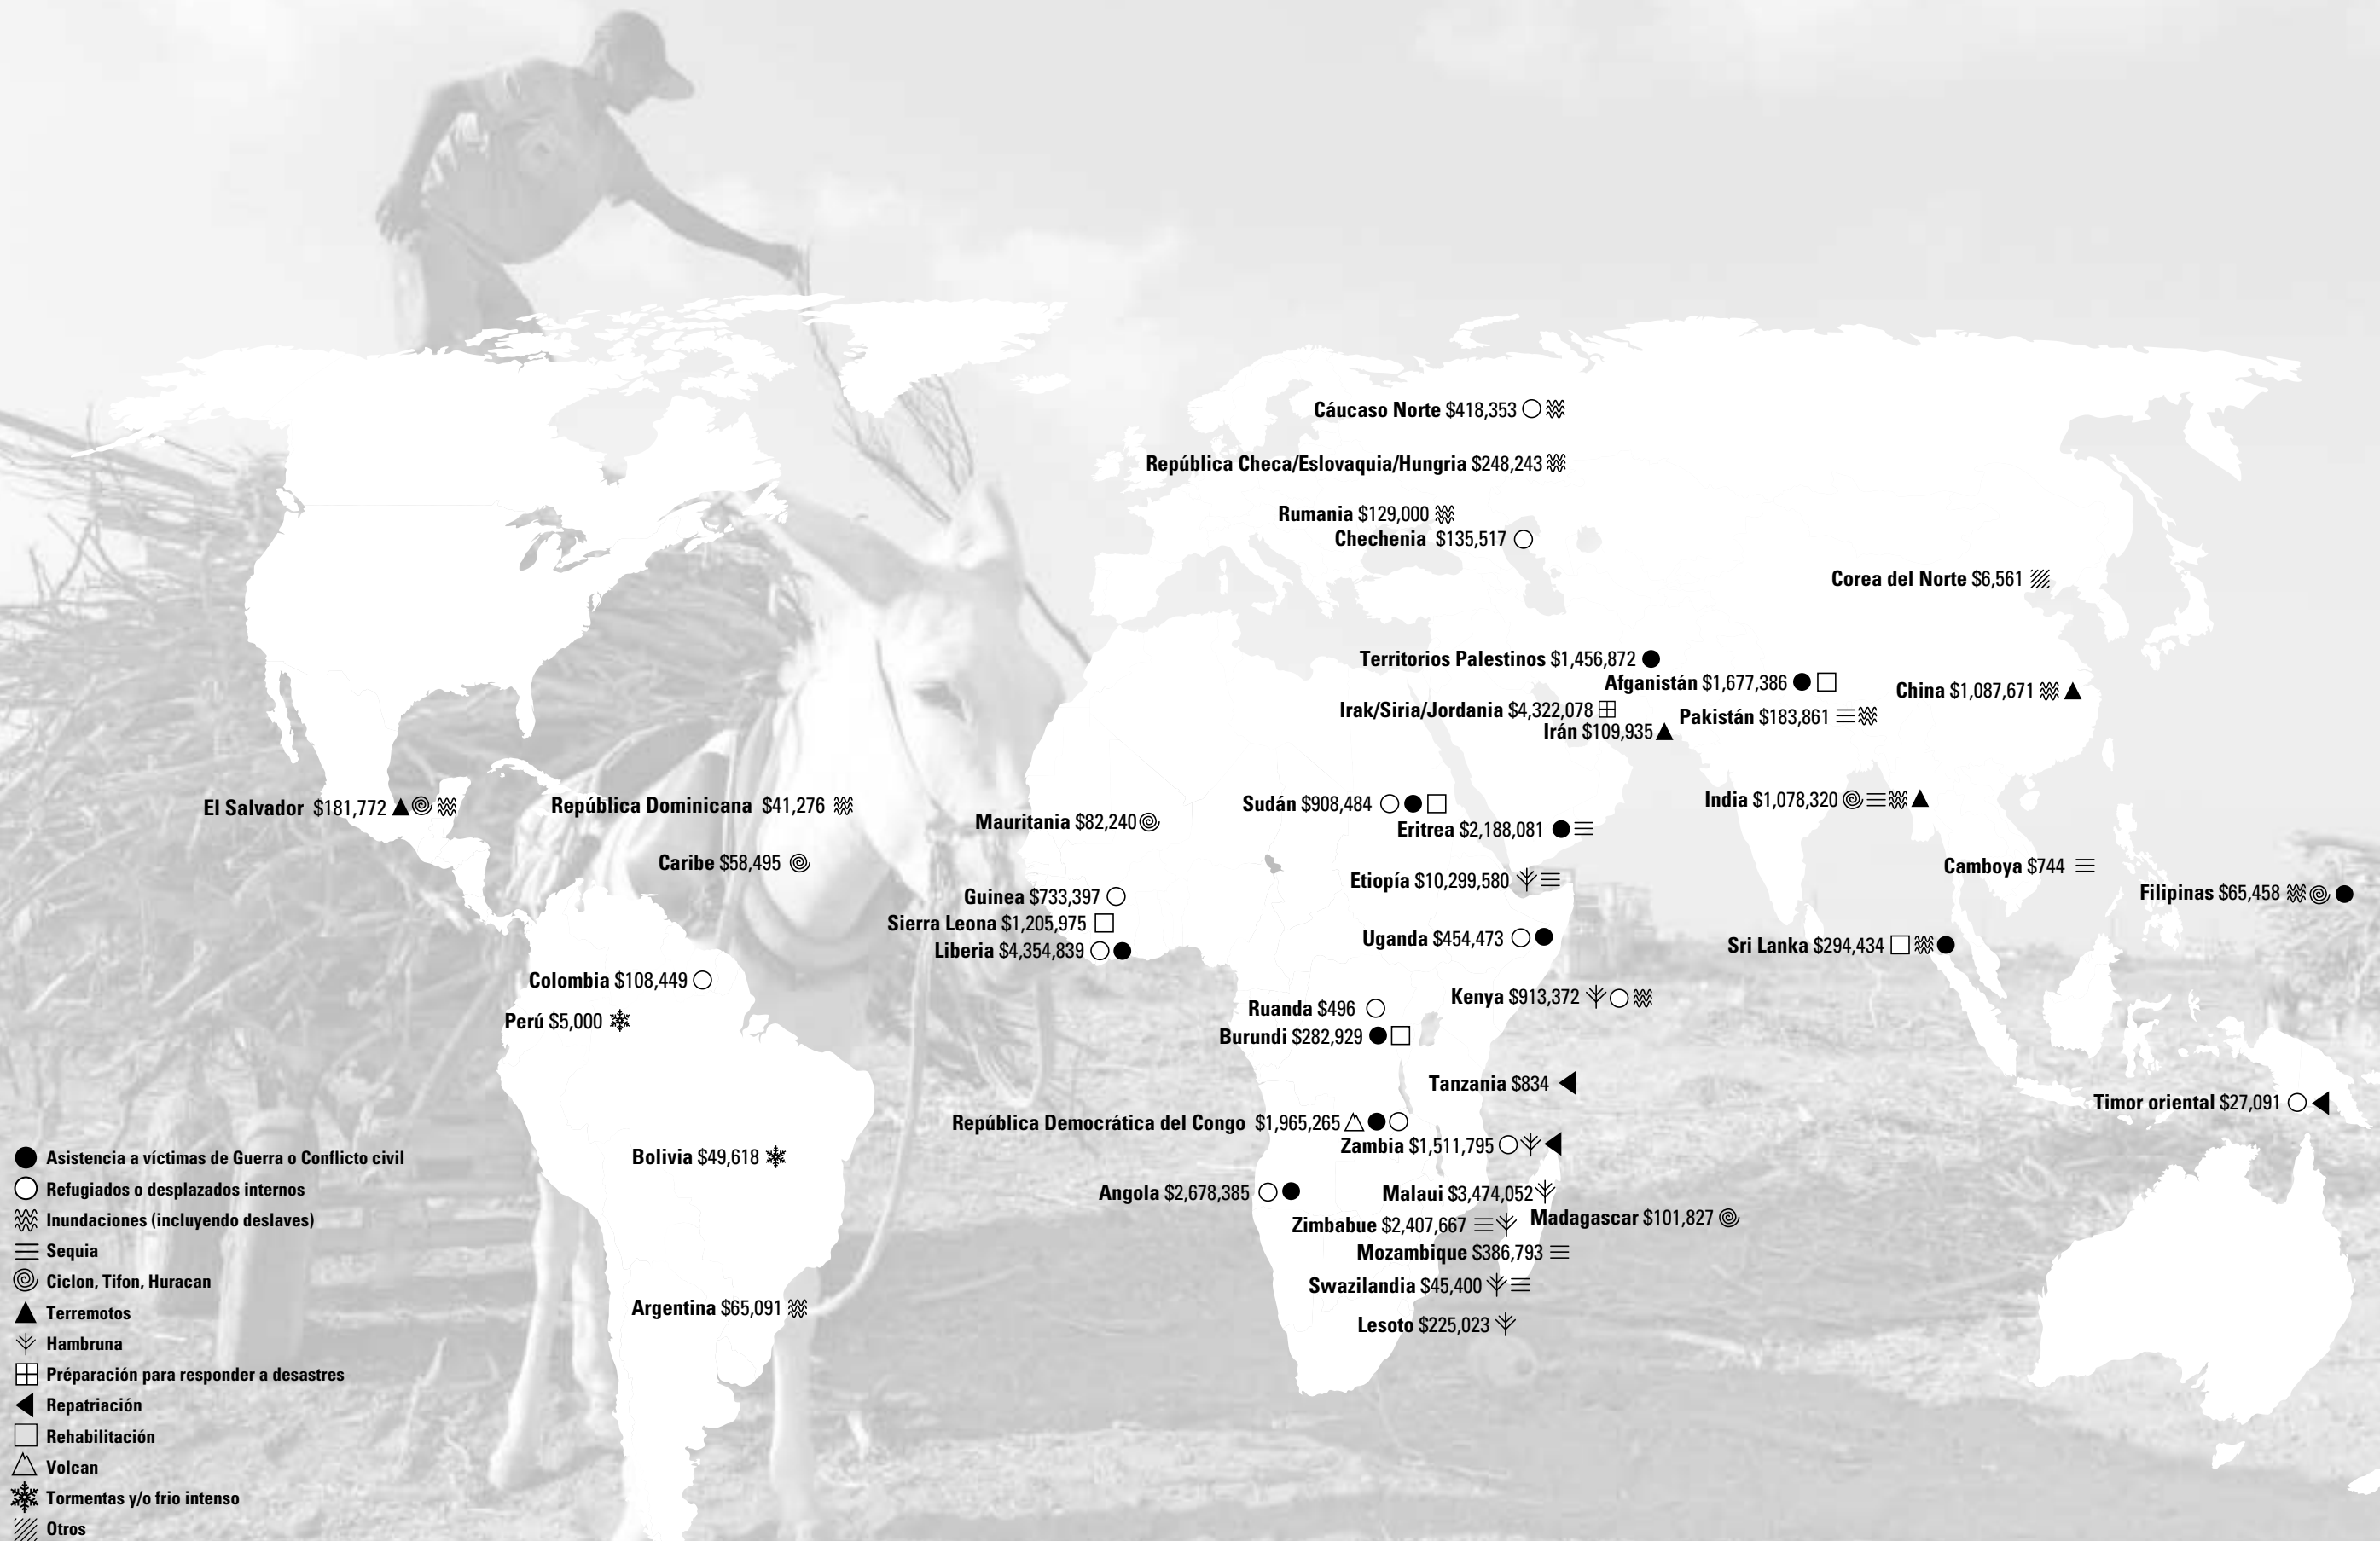 Cáucaso Norte $418,353
República Checa/Eslovaquia/Hungria $248,243
Rumania $129,000
Chechenia $135,517
Corea del Norte $6,561
Territorios Palestinos $1,456,872
Afganistán $1,677,386
China $1,087,671
Irak/Siria/Jordania $4,322,078
Pakistán $183,861
Irán $109,935
El Salvador $181,772
República Dominicana $41,276
Mauritania $82,240
Sudán $908,484
India $1,078,320
Eritrea $2,188,081
Caribe $58,495
Camboya $744
Etiopía $10,299,580
Filipinas $65,458
Guinea $733,397
Sierra Leona $1,205,975
Uganda $454,473
Sri Lanka $294,434
Liberia $4,354,839
Colombia $108,449
Kenya $913,372
Ruanda $496
Perú $5,000
Burundi $282,929
Tanzania $834
Timor oriental $27,091
República Democrática del Congo $1,965,265
Zambia $1,511,795
Bolivia $49,618
Angola $2,678,385
Malaui $3,474,052
Madagascar $101,827
Zimbabue $2,407,667
Mozambique $386,793
Swazilandia $45,400
Argentina $65,091
Lesoto $225,023
Asistencia a víctimas de Guerra o Conflicto civil
Refugiados o desplazados internos
Inundaciones (incluyendo deslaves)
Sequia
Ciclon, Tifon, Huracan
Terremotos
Hambruna
Préparación para responder a desastres
Repatriación
Rehabilitación
Volcan
Tormentas y/o frio intenso
Otros